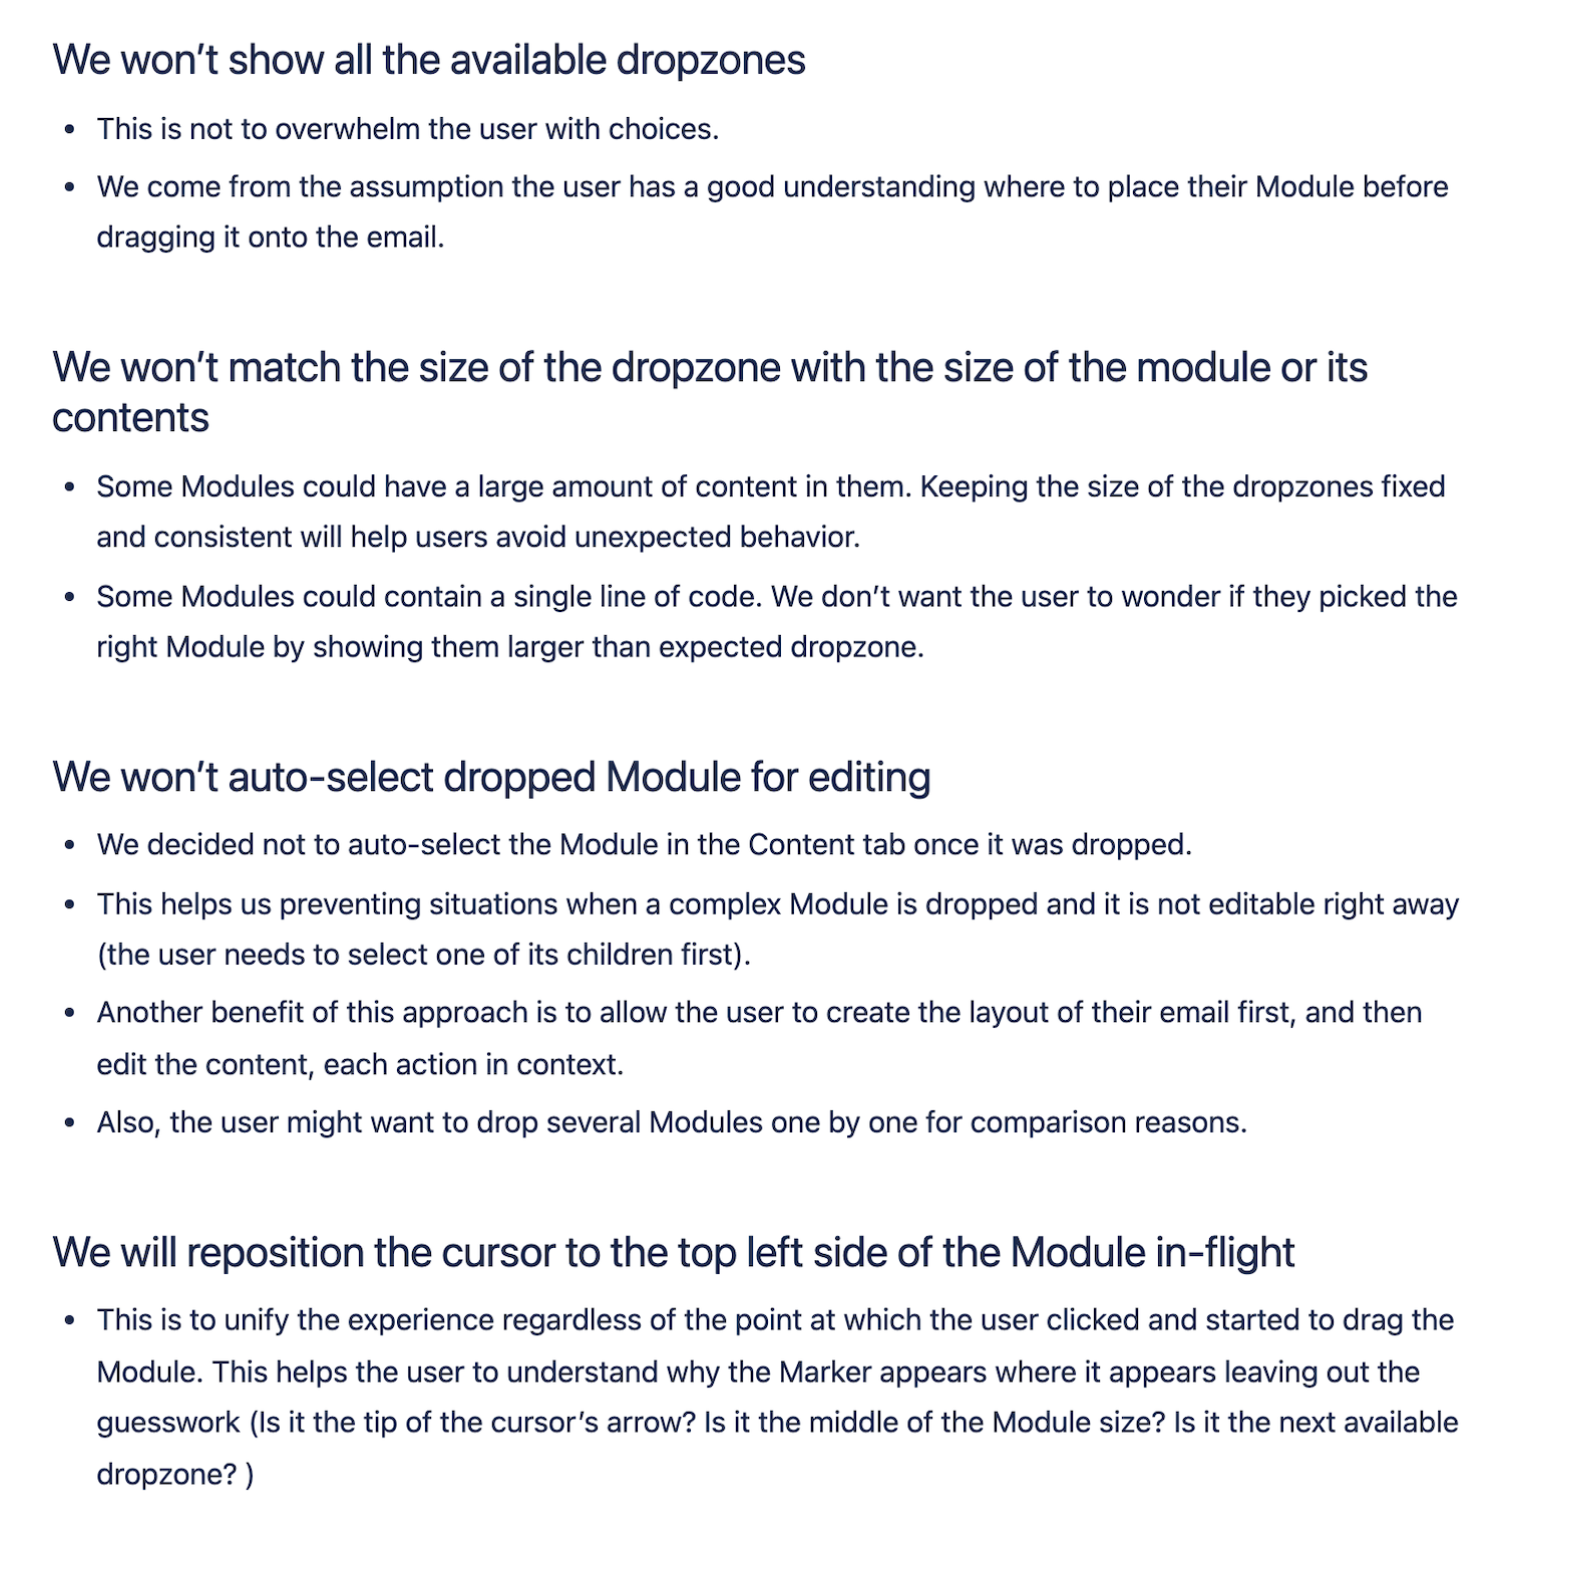 We won’t show all the available dropzones
• This is not to overwhelm the user with choices.
• We come from the assumption the user has a good understanding where to place their Module before
dragging it onto the email.
We won’t match the size of the dropzone with the size of the module or its
contents
• Some Modules could have a large amount of content in them. Keeping the size of the dropzones fixed
and consistent will help users avoid unexpected behavior.
• Some Modules could contain a single line of code. We don’t want the user to wonder if they picked the
right Module by showing them larger than expected dropzone.
We won’t auto-select dropped Module for editing
• We decided not to auto-select the Module in the Content tab once it was dropped.
• This helps us preventing situations when a complex Module is dropped and it is not editable right away
(the user needs to select one of its children first).
• Another benefit of this approach is to allow the user to create the layout of their email first, and then
edit the content, each action in context.
• Also, the user might want to drop several Modules one by one for comparison reasons.
We will reposition the cursor to the top left side of the Module in-flight
• This is to unify the experience regardless of the point at which the user clicked and started to drag the
Module. This helps the user to understand why the Marker appears where it appears leaving out the
guesswork (Is it the tip of the cursor’s arrow? Is it the middle of the Module size? Is it the next available
dropzone? )